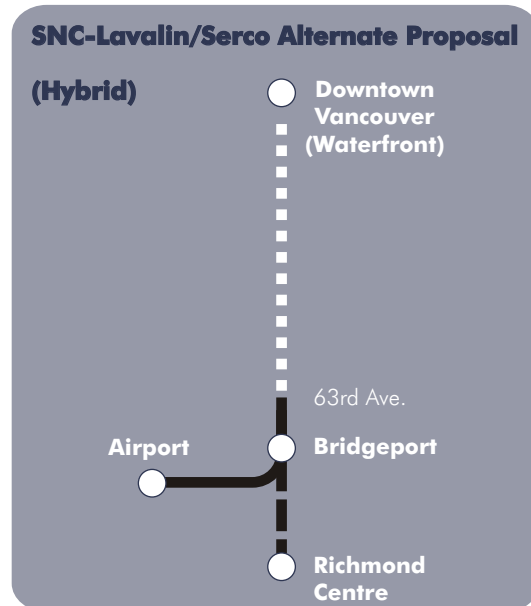 SNC-Lavalin/Serco Alternate Proposal
(Hybrid)
Downtown
Vancouver
(Waterfront)
63rd Ave.
Airport
Bridgeport
Richmond
Centre